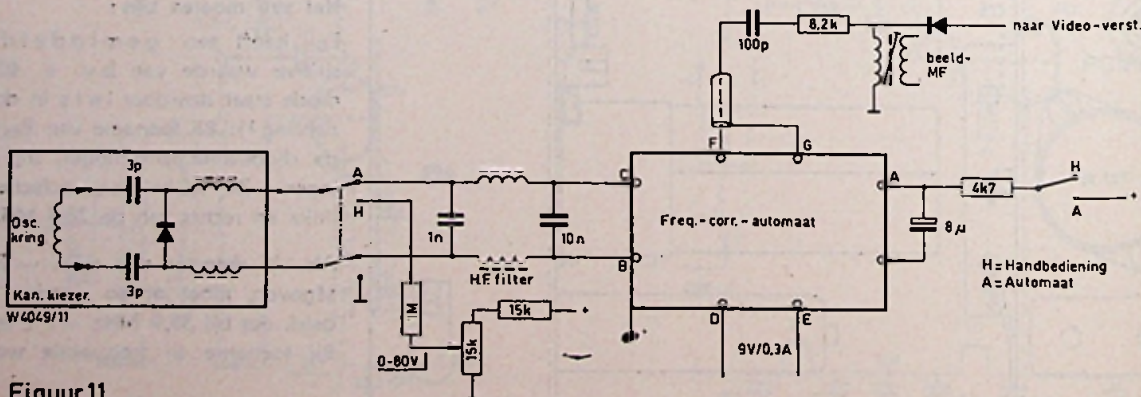 100p
8,2k
naar Video-verst.
beeld-
MF
F
G
3p
Osc.
kring
3p
Kan. kiezer.
W4049/11
A
H
1n
10n
H.F. filter
1M
0-80V
15k
15k
+
C
B
Freq.-corr.-automaat
A
D
E
9V/0,3A
4k7
8µ
H
A
+
H = Handbediening
A = Automaat
Figuur 11